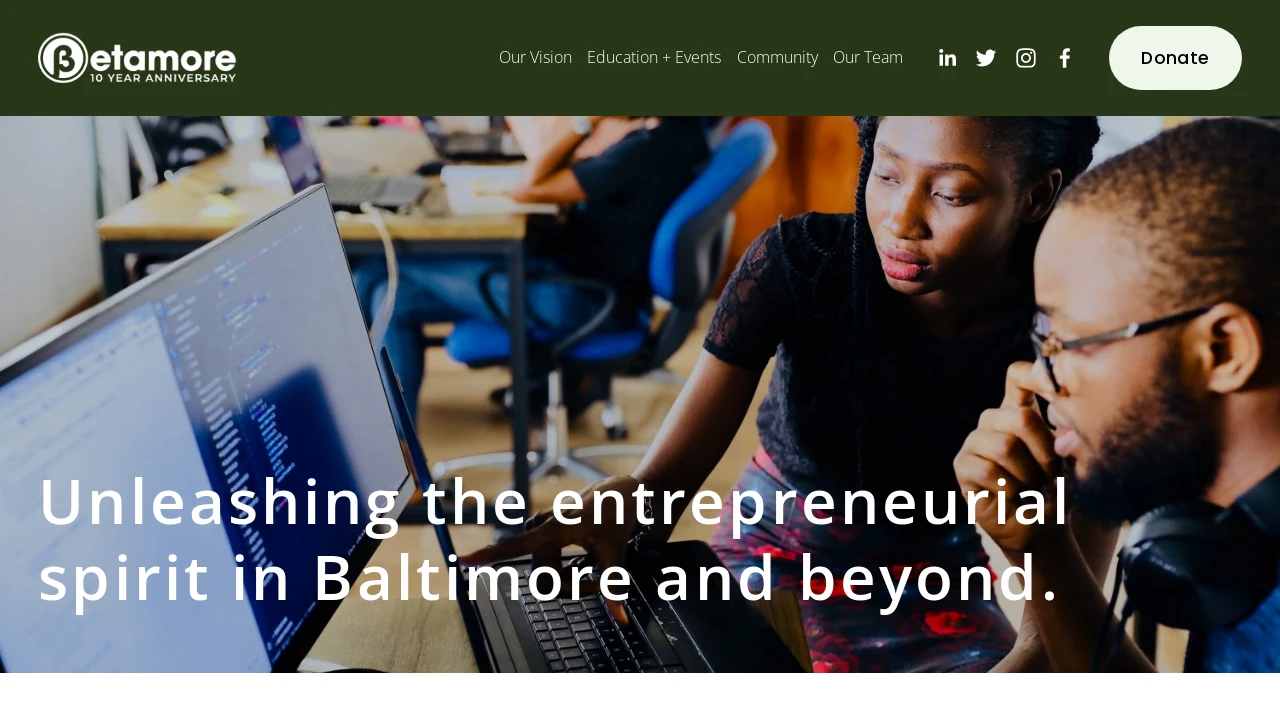 βetamore
10 YEAR ANNIVERSARY
Our Vision
Education + Events
Community
Our Team
Donate
Unleashing the entrepreneurial
spirit in Baltimore and beyond.